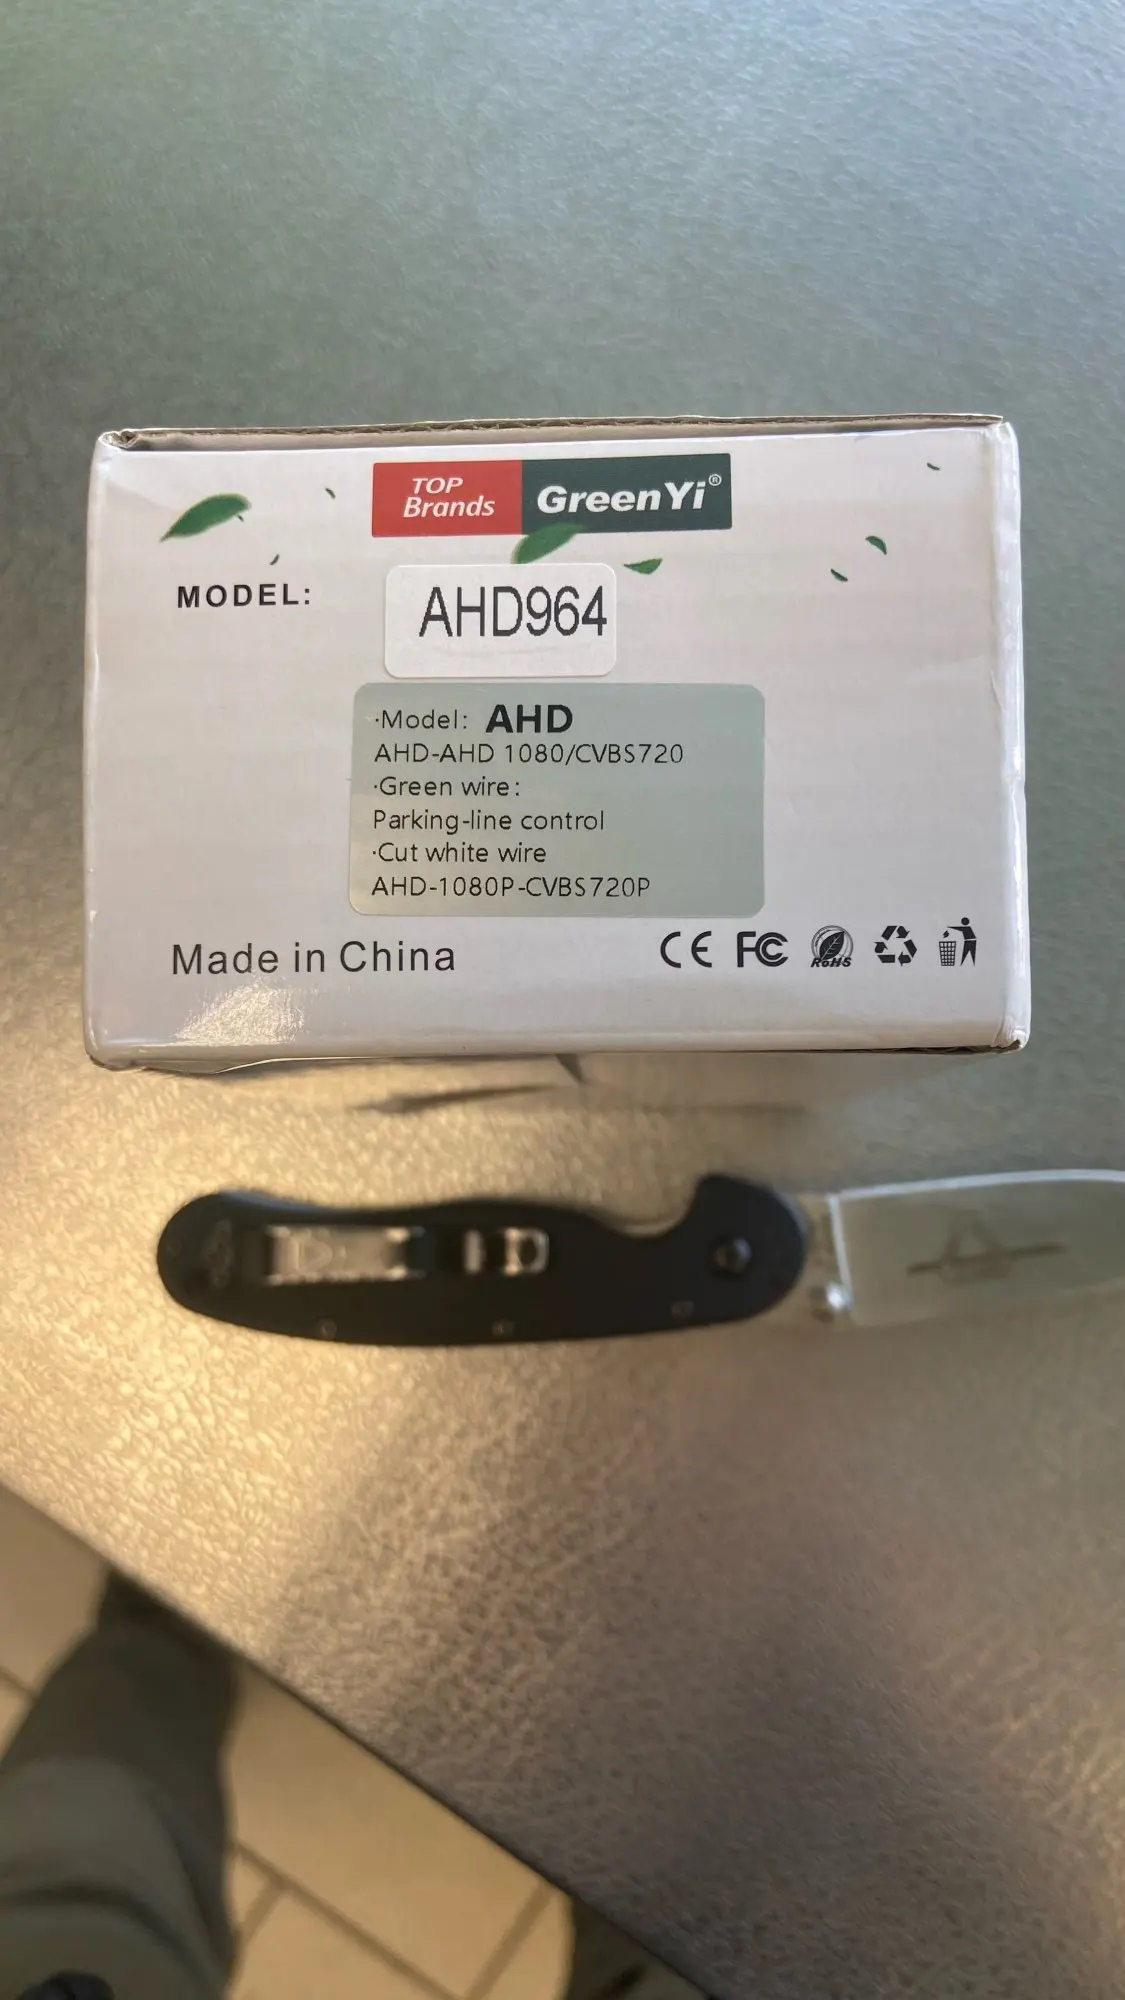 TOP
Brands
GreenYi®
MODEL:
AHD964
·Model: AHD
AHD-AHD 1080/CVBS720
·Green wire:
Parking-line control
·Cut white wire
AHD-1080P-CVBS720P
Made in China
CE FC RoHS